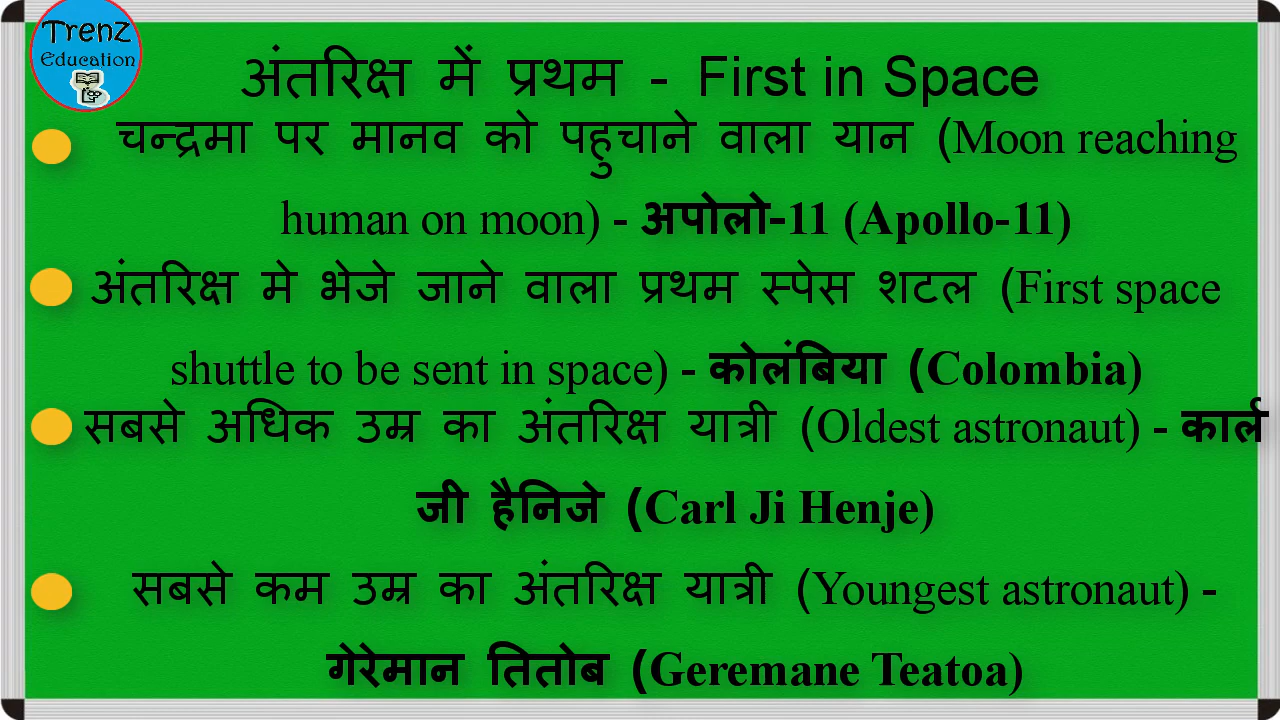 Trenz
Education
अंतरिक्ष में प्रथम - First in Space
चन्द्रमा पर मानव को पहुचाने वाला यान (Moon reaching
human on moon) - अपोलो-11 (Apollo-11)
अंतरिक्ष मे भेजे जाने वाला प्रथम स्पेस शटल (First space
shuttle to be sent in space) - कोलंबिया (Colombia)
सबसे अधिक उम्र का अंतरिक्ष यात्री (Oldest astronaut) - कार्ल
जी हैनिजे (Carl Ji Henje)
सबसे कम उम्र का अंतरिक्ष यात्री (Youngest astronaut) -
गेरेमान तितोब (Geremane Teatoa)